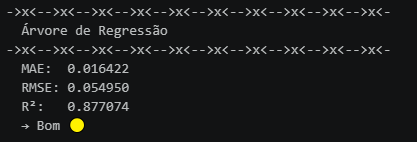 ->x<-->x<-->x<-->x<-->x<-->x<-->x<-->x<-->x<-->x<-
Árvore de Regressão
->x<-->x<-->x<-->x<-->x<-->x<-->x<-->x<-->x<-->x<-
MAE: 0.016422
RMSE: 0.054950
R²: 0.877074
→ Bom 🟡